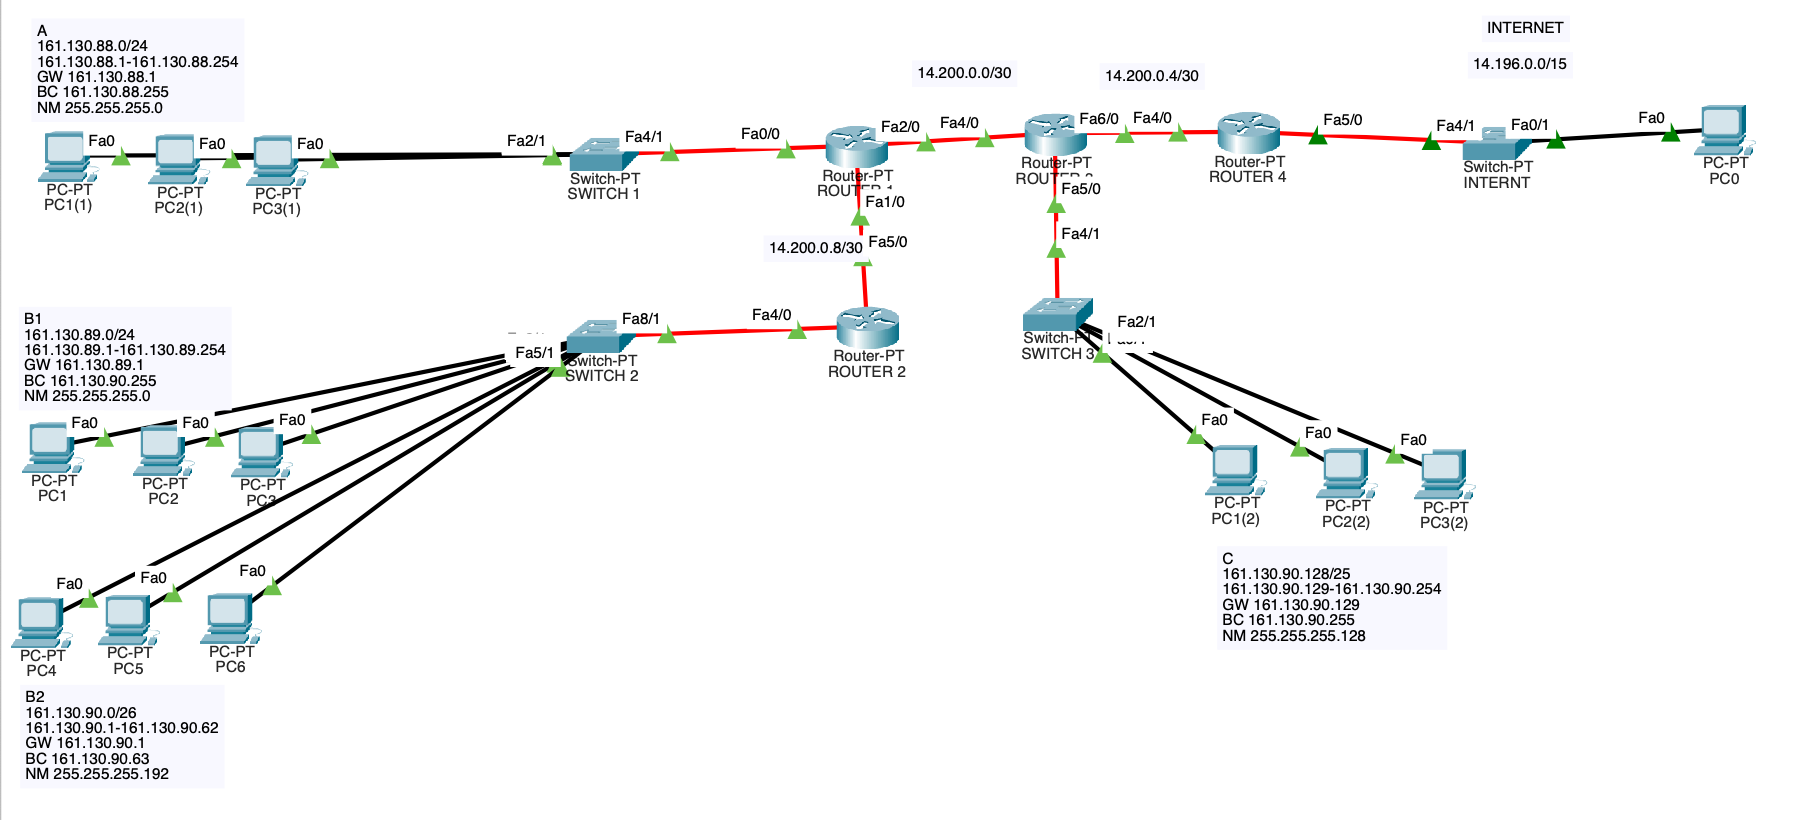 INTERNET
14.196.0.0/15
14.200.0.0/30
14.200.0.4/30
A
161.130.88.0/24
161.130.88.1-161.130.88.254
GW 161.130.88.1
BC 161.130.88.255
NM 255.255.255.0
Fa0
Fa0
Fa0
Fa2/1
Fa4/1
Fa0/0
Fa2/0
Fa4/0
Fa6/0
Fa4/0
Fa5/0
Fa4/1
Fa0/1
Fa0
PC-PT
PC1(1)
PC-PT
PC2(1)
PC-PT
PC3(1)
Switch-PT
SWITCH 1
Router-PT
Router-PT
Router-PT
ROUTER 4
Switch-PT
INTERNT
PC-PT
PC0
Fa1/0
Fa5/0
Fa5/0
Fa4/1
14.200.0.8/30
B1
161.130.89.0/24
161.130.89.1-161.130.89.254
GW 161.130.89.1
BC 161.130.90.255
NM 255.255.255.0
Fa5/1
Fa8/1
Fa4/0
Switch-PT
SWITCH 2
Router-PT
ROUTER 2
Fa2/1
SWITCH 3
Fa0
Fa0
Fa0
PC-PT
PC1
PC-PT
PC2
PC-PT
PC3
Fa0
Fa0
Fa0
PC-PT
PC1(2)
PC-PT
PC2(2)
PC-PT
PC3(2)
Fa0
Fa0
Fa0
PC-PT
PC4
PC-PT
PC5
PC-PT
PC6
C
161.130.90.128/25
161.130.90.129-161.130.90.254
GW 161.130.90.129
BC 161.130.90.255
NM 255.255.255.128
B2
161.130.90.0/26
161.130.90.1-161.130.90.62
GW 161.130.90.1
BC 161.130.90.63
NM 255.255.255.192